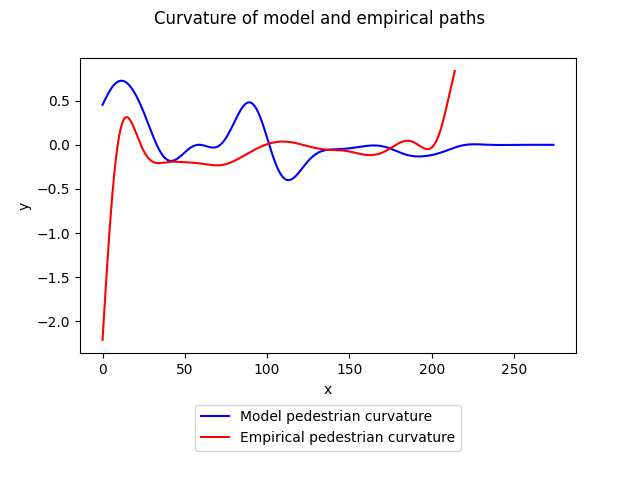 Curvature of model and empirical paths
0.5
0.0
−0.5
−1.0
−1.5
−2.0
y
0 50 100 150 200 250
x
Model pedestrian curvature
Empirical pedestrian curvature